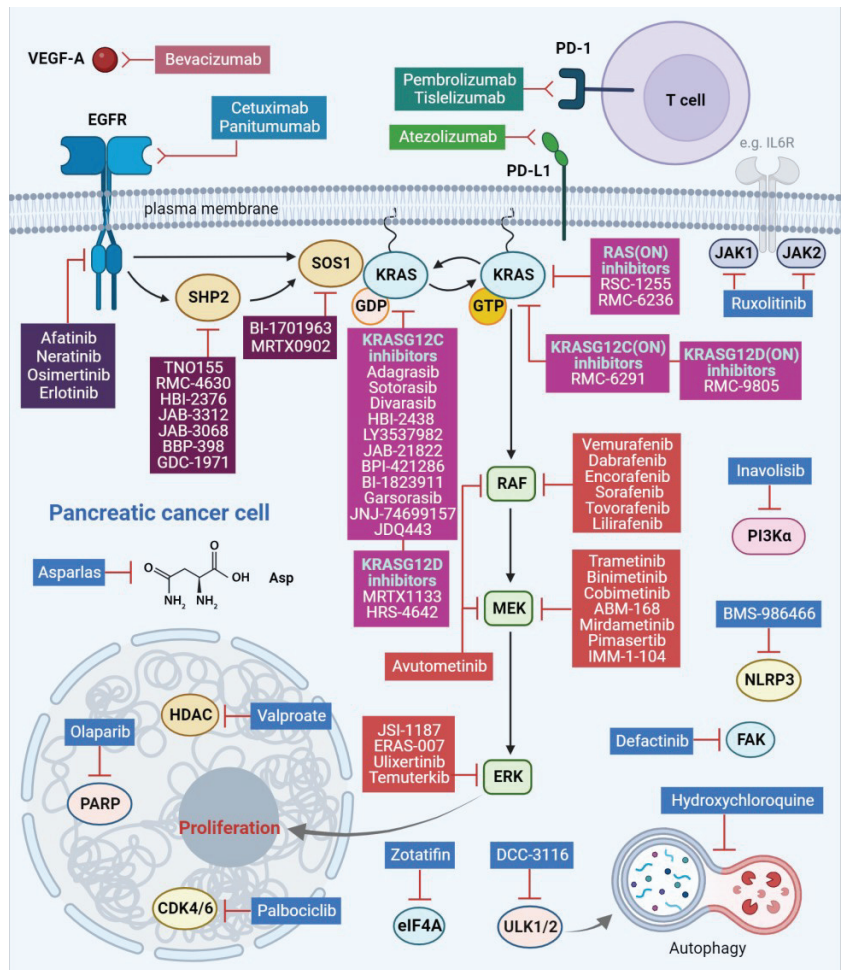 VEGF-A
Bevacizumab
PD-1
Pembrolizumab
Tislelizumab
T cell
EGFR
Cetuximab
Panitumumab
Atezolizumab
PD-L1
e.g. IL6R
plasma membrane
SOS1
KRAS
GDP
KRAS
GTP
RAS(ON)
inhibitors
RSC-1255
RMC-6236
JAK1
JAK2
Ruxolitinib
SHP2
BI-1701963
MRTX0902
Afatinib
Neratinib
Osimertinib
Erlotinib
TNO155
RMC-4630
HBI-2376
JAB-3312
JAB-3068
BBP-398
GDC-1971
KRASG12C
inhibitors
Adagrasib
Sotorasib
Divarasib
HBI-2438
LY3537982
JAB-21822
BPI-421286
BI-1823911
Garsorasib
JNJ-74699157
JDQ443
KRASG12C(ON)
inhibitors
RMC-6291
KRASG12D(ON)
inhibitors
RMC-9805
KRASG12D
inhibitors
MRTX1133
HRS-4642
RAF
Vemurafenib
Dabrafenib
Encorafenib
Sorafenib
Tovorafenib
Lilirafenib
Inavolisib
PI3Kα
Pancreatic cancer cell
Asparlas
O
O
OH
NH₂
NH₂
Asp
MEK
Trametinib
Binimetinib
Cobimetinib
ABM-168
Mirdametinib
Pimasertib
IMM-1-104
Avutometinib
BMS-986466
NLRP3
HDAC
Valproate
Olaparib
PARP
JSI-1187
ERAS-007
Ulixertinib
Temuterkib
ERK
Defactinib
FAK
Proliferation
Hydroxychloroquine
CDK4/6
Palbociclib
Zotatifin
eIF4A
DCC-3116
ULK1/2
Autophagy